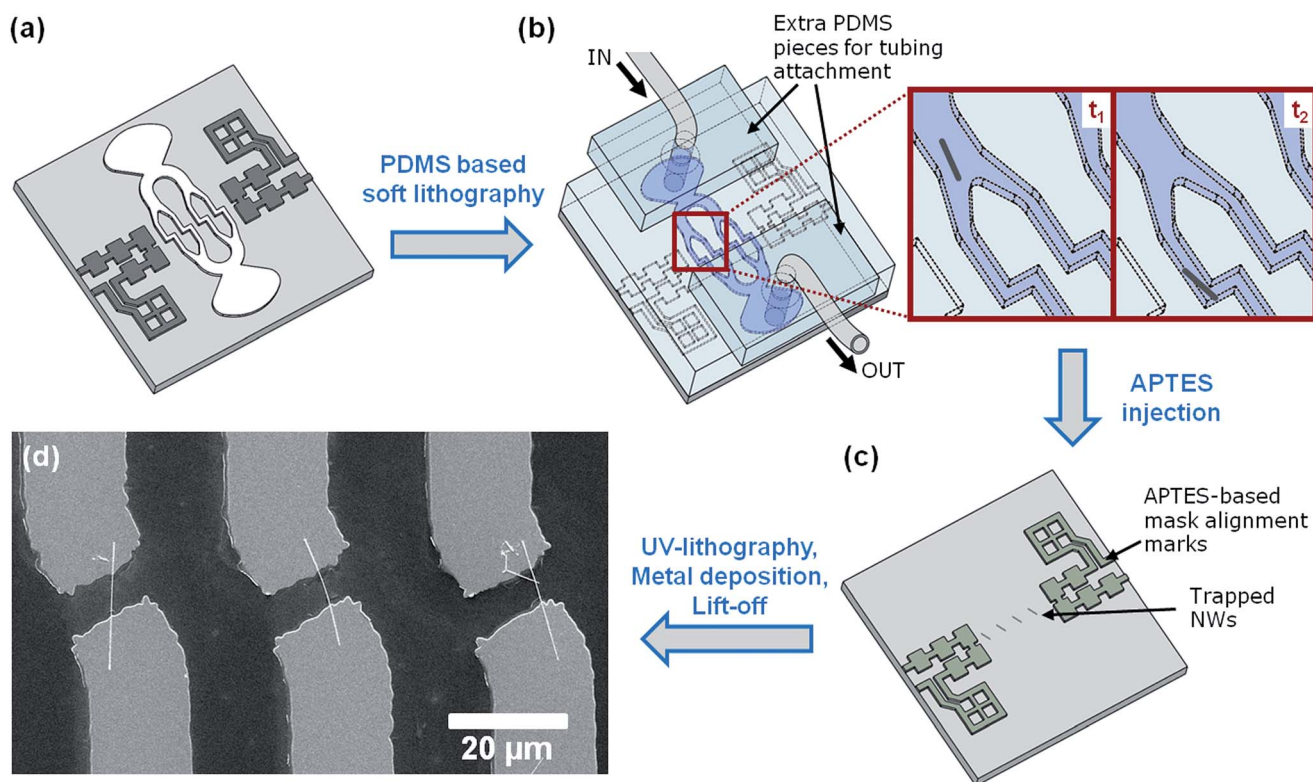 (a)
PDMS based
soft lithography
(b)
IN
Extra PDMS
pieces for tubing
attachment
OUT
t1
t2
APTES
injection
(c)
APTES-based
mask alignment
marks
Trapped
NWs
UV-lithography,
Metal deposition,
Lift-off
(d)
20 µm